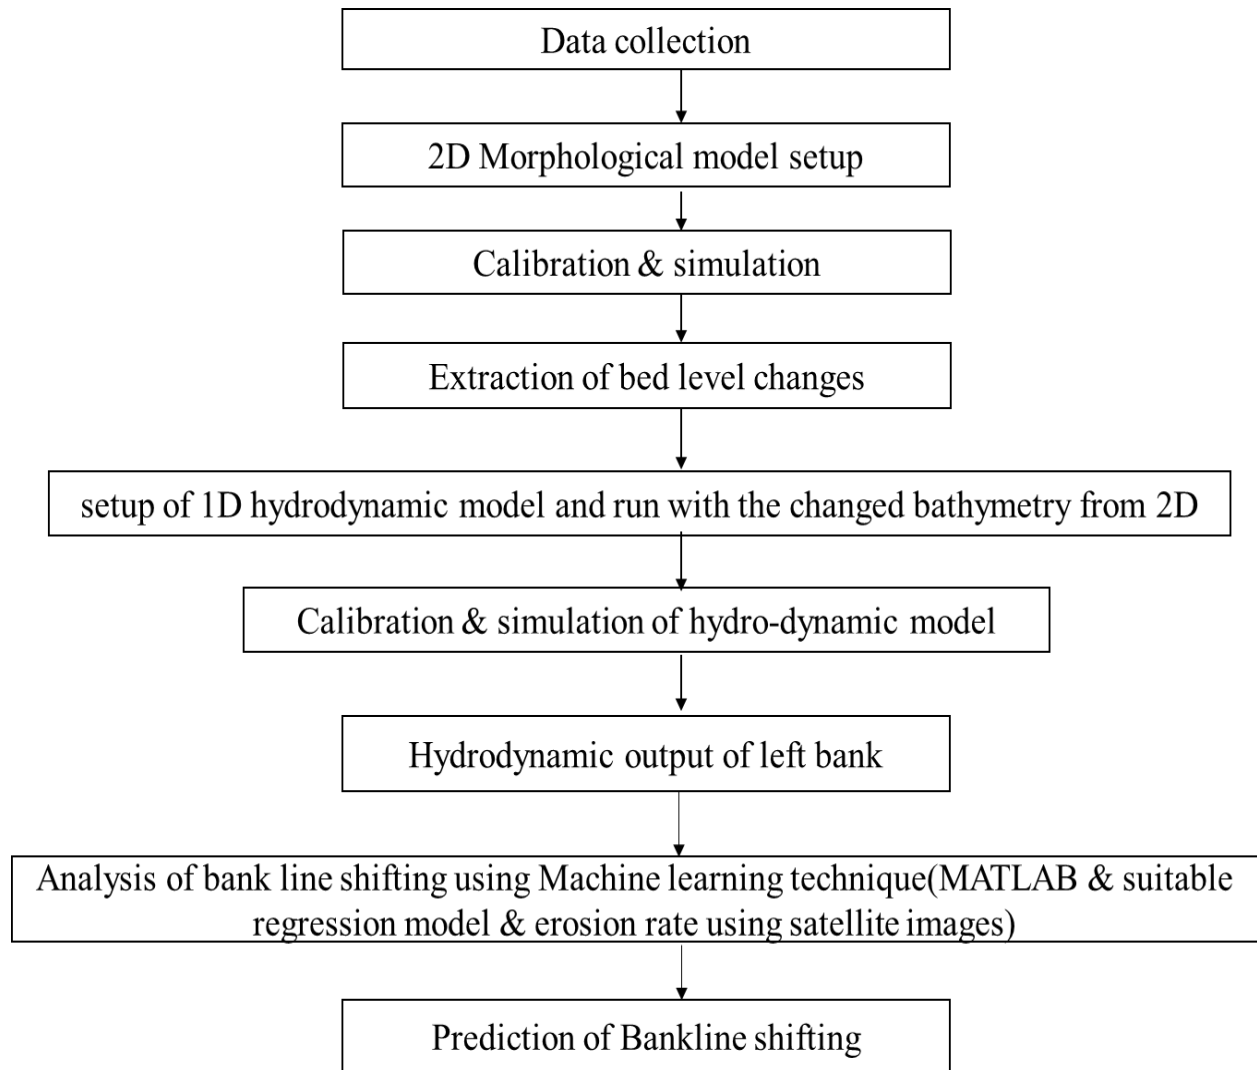 Data collection
2D Morphological model setup
Calibration & simulation
Extraction of bed level changes
setup of 1D hydrodynamic model and run with the changed bathymetry from 2D
Calibration & simulation of hydro-dynamic model
Hydrodynamic output of left bank
Analysis of bank line shifting using Machine learning technique(MATLAB & suitable
regression model & erosion rate using satellite images)
Prediction of Bankline shifting